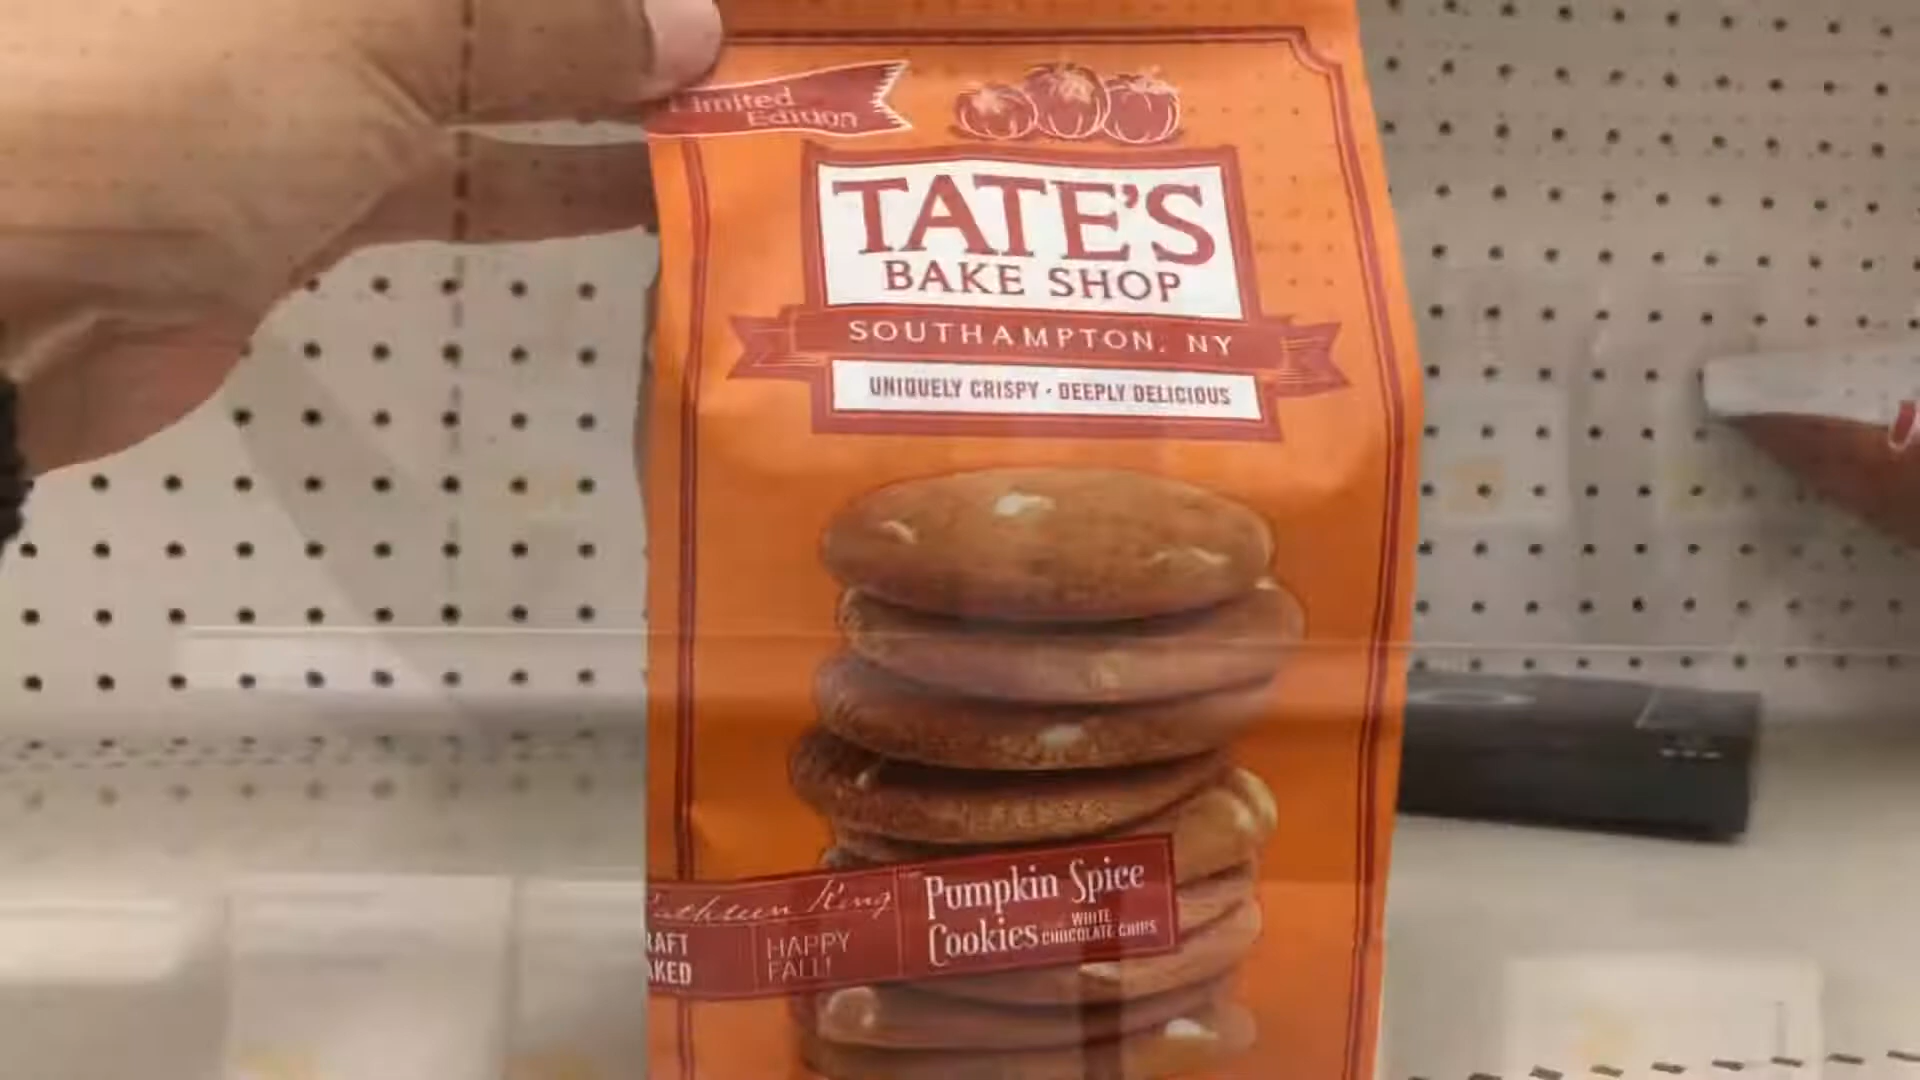 Limited
Edition
TATE'S
BAKE SHOP
SOUTHAMPTON, NY
UNIQUELY CRISPY · DEEPLY DELICIOUS
Kathleen King
RAFT
AKED
HAPPY
FALL!
Pumpkin Spice
Cookies
WHITE
CHOCOLATE CHIPS